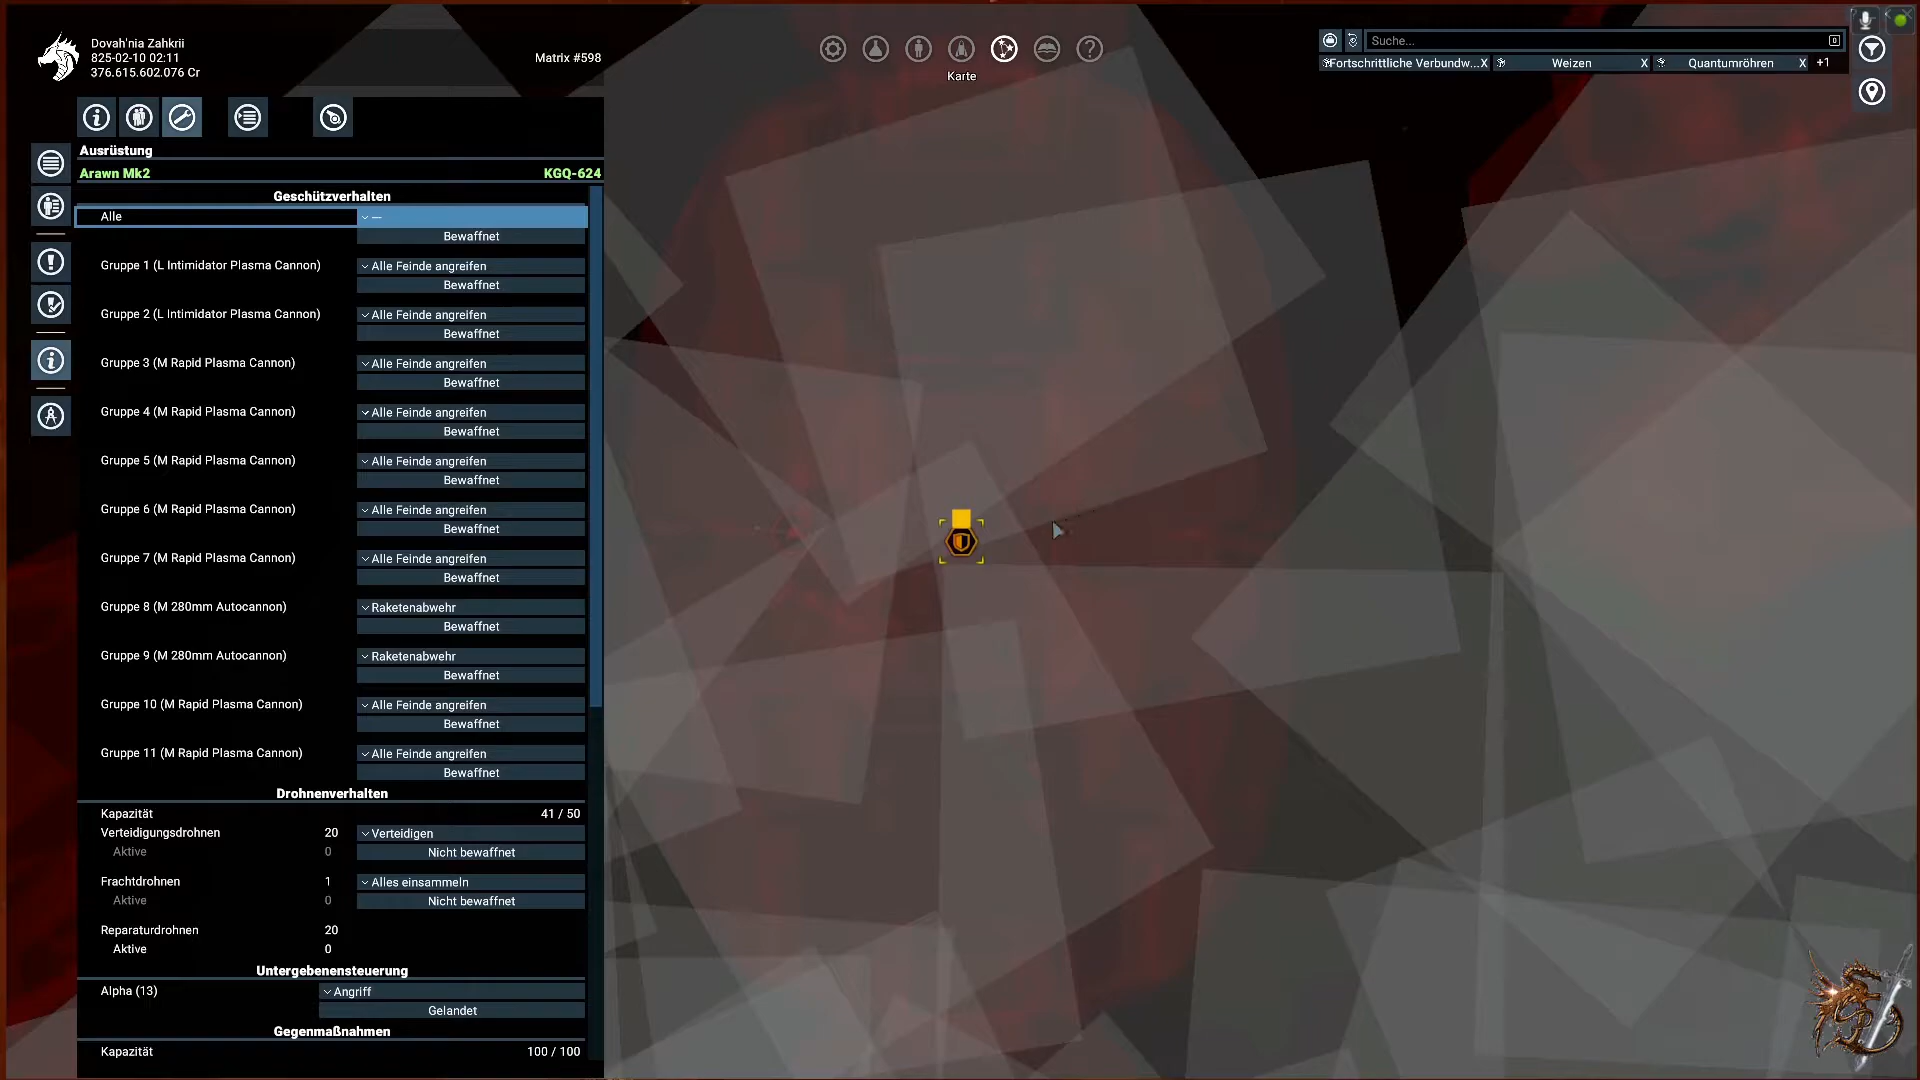 Dovah'nia Zahkrii
825-02-10 02:11
376.615.602.076 Cr
Matrix #598
Karte
Suche...
Fortschrittliche Verbundw... X
Weizen X
Quantumröhren X
+1
Ausrüstung
Arawn Mk2 KGQ-624
Geschützverhalten
Alle —
Bewaffnet
Gruppe 1 (L Intimidator Plasma Cannon) Alle Feinde angreifen
Bewaffnet
Gruppe 2 (L Intimidator Plasma Cannon) Alle Feinde angreifen
Bewaffnet
Gruppe 3 (M Rapid Plasma Cannon) Alle Feinde angreifen
Bewaffnet
Gruppe 4 (M Rapid Plasma Cannon) Alle Feinde angreifen
Bewaffnet
Gruppe 5 (M Rapid Plasma Cannon) Alle Feinde angreifen
Bewaffnet
Gruppe 6 (M Rapid Plasma Cannon) Alle Feinde angreifen
Bewaffnet
Gruppe 7 (M Rapid Plasma Cannon) Alle Feinde angreifen
Bewaffnet
Gruppe 8 (M 280mm Autocannon) Raketenabwehr
Bewaffnet
Gruppe 9 (M 280mm Autocannon) Raketenabwehr
Bewaffnet
Gruppe 10 (M Rapid Plasma Cannon) Alle Feinde angreifen
Bewaffnet
Gruppe 11 (M Rapid Plasma Cannon) Alle Feinde angreifen
Bewaffnet
Drohnenverhalten
Kapazität 41 / 50
Verteidigungsdrohnen 20 Verteidigen
Aktive 0 Nicht bewaffnet
Frachtdrohnen 1 Alles einsammeln
Aktive 0 Nicht bewaffnet
Reparaturdrohnen 20
Aktive 0
Untergebenensteuerung
Alpha (13) Angriff
Gelandet
Gegenmaßnahmen
Kapazität 100 / 100